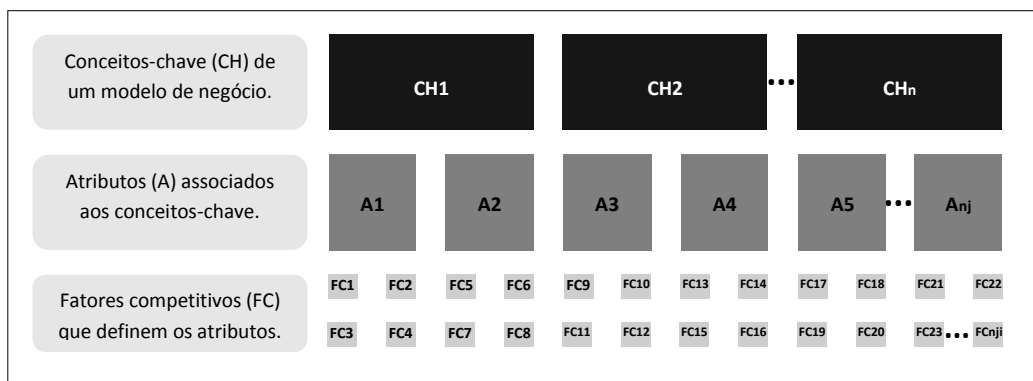 Conceitos-chave (CH) de
um modelo de negócio.
CH1 CH2 ... CHn
Atributos (A) associados
aos conceitos-chave.
A1 A2 A3 A4 A5 ... Anj
Fatores competitivos (FC)
que definem os atributos.
FC1 FC2 FC5 FC6 FC9 FC10 FC13 FC14 FC17 FC18 FC21 FC22
FC3 FC4 FC7 FC8 FC11 FC12 FC15 FC16 FC19 FC20 FC23 ... FCnji